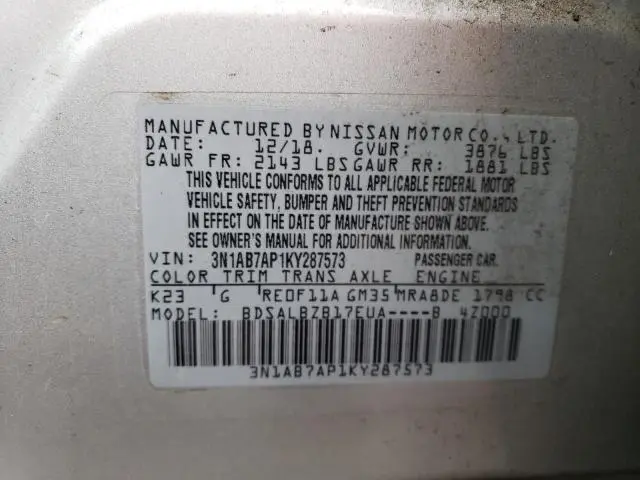 MANUFACTURED BY NISSAN MOTOR CO., LTD.
DATE: 12/18. GVWR: 3876 LBS
GAWR FR: 2143 LBS GAWR RR: 1881 LBS
THIS VEHICLE CONFORMS TO ALL APPLICABLE FEDERAL MOTOR
VEHICLE SAFETY, BUMPER AND THEFT PREVENTION STANDARDS
IN EFFECT ON THE DATE OF MANUFACTURE SHOWN ABOVE.
SEE OWNER'S MANUAL FOR ADDITIONAL INFORMATION.
VIN: 3N1AB7AP1KY287573 PASSENGER CAR.
COLOR TRIM TRANS AXLE ENGINE
K23 G RE0F11A GM35 MRA8DE 1798 CC
MODEL: BDSALBZB17EUA----B 4Z000
3N1AB7AP1KY287573